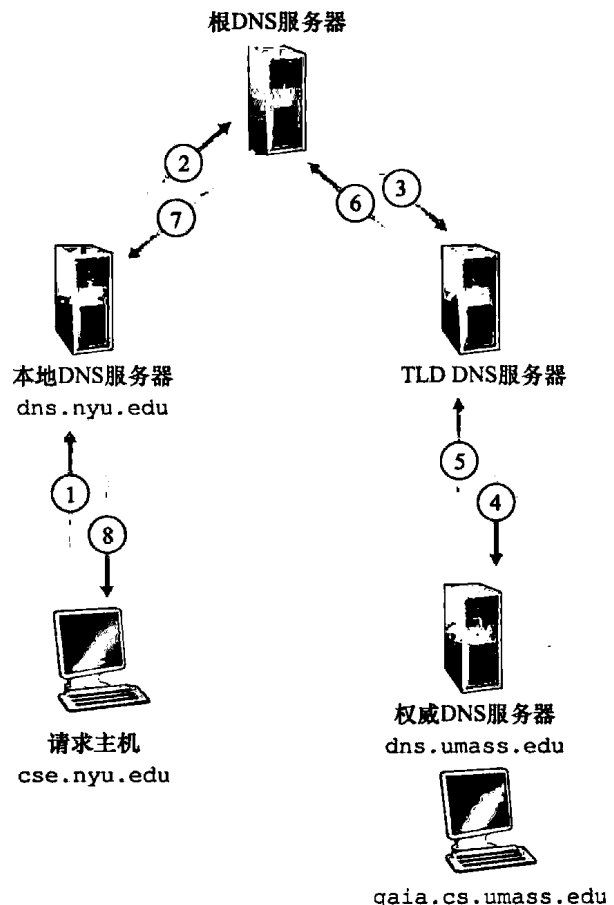 根DNS服务器
2
7
6
3
本地DNS服务器
dns.nyu.edu
TLD DNS服务器
1
8
5
4
请求主机
cse.nyu.edu
权威DNS服务器
dns.umass.edu
gaia.cs.umass.edu